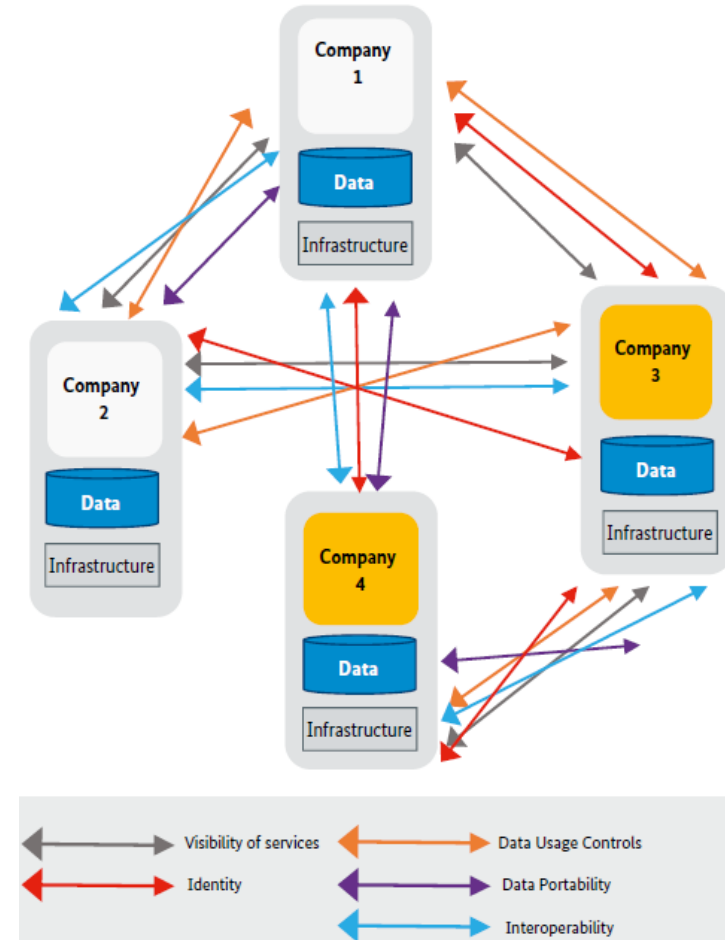 Company
1
Data
Infrastructure
Company
2
Data
Infrastructure
Company
3
Data
Infrastructure
Company
4
Data
Infrastructure
Visibility of services
Data Usage Controls
Identity
Data Portability
Interoperability